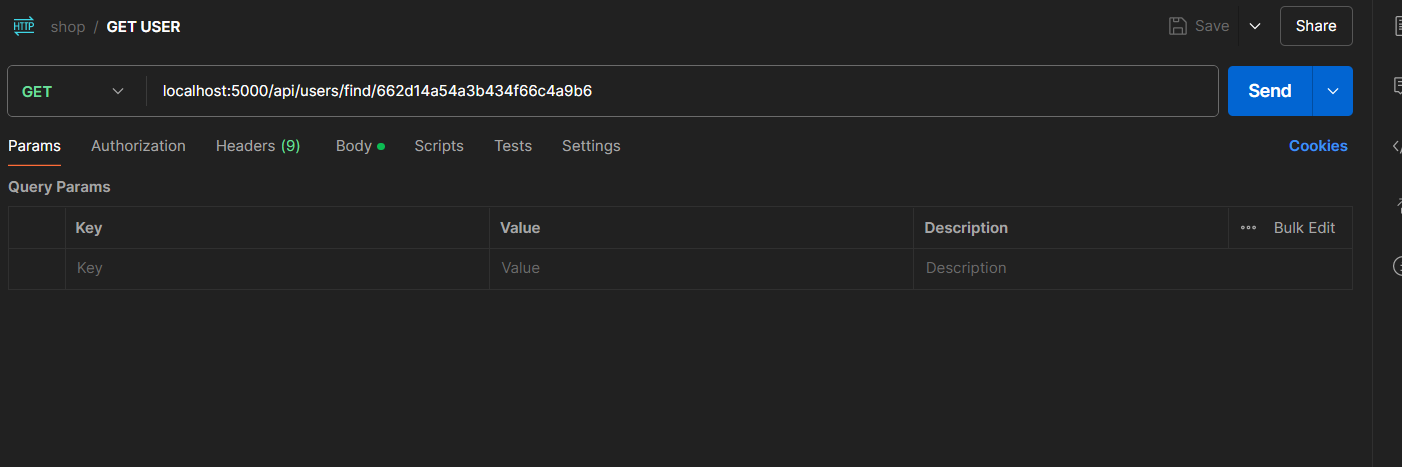 HTTP shop / GET USER Save Share
GET localhost:5000/api/users/find/662d14a54a3b434f66c4a9b6 Send
Params Authorization Headers (9) Body Scripts Tests Settings Cookies
Query Params
Key Value Description Bulk Edit
Key Value Description